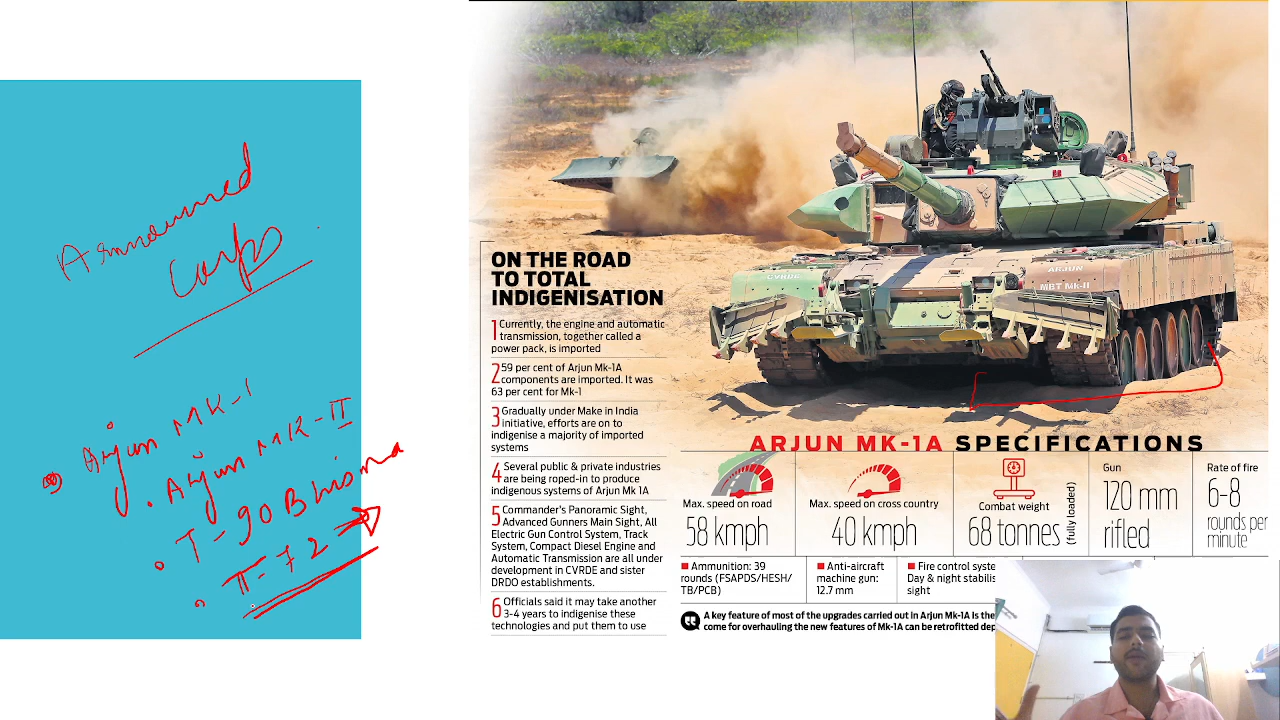 Armoured
Corps
Arjun MK-1
Arjun MK-II
T-90 Bhisma
T-72
CVRDE
ARJUN
MBT Mk-II
ON THE ROAD
TO TOTAL
INDIGENISATION
1 Currently, the engine and automatic
transmission, together called a
power pack, is imported
2 59 per cent of Arjun Mk-1A
components are imported. It was
63 per cent for Mk-1
3 Gradually under Make in India
initiative, efforts are on to
indigenise a majority of imported
systems
4 Several public & private industries
are being roped-in to produce
indigenous systems of Arjun Mk 1A
5 Commander's Panoramic Sight,
Advanced Gunners Main Sight, All
Electric Gun Control System, Track
System, Compact Diesel Engine and
Automatic Transmission are all under
development in CVRDE and sister
DRDO establishments.
6 Officials said it may take another
3-4 years to indigenise these
technologies and put them to use
ARJUN MK-1A SPECIFICATIONS
Max. speed on road
58 kmph
Max. speed on cross country
40 kmph
Combat weight
68 tonnes (fully loaded)
Gun
120 mm
rifled
Rate of fire
6-8
rounds per
minute
Ammunition: 39
rounds (FSAPDS/HESH/
TB/PCB)
Anti-aircraft
machine gun:
12.7 mm
Fire control syste
Day & night stabilis
sight
A key feature of most of the upgrades carried out in Arjun Mk-1A is the
come for overhauling the new features of Mk-1A can be retrofitted dep